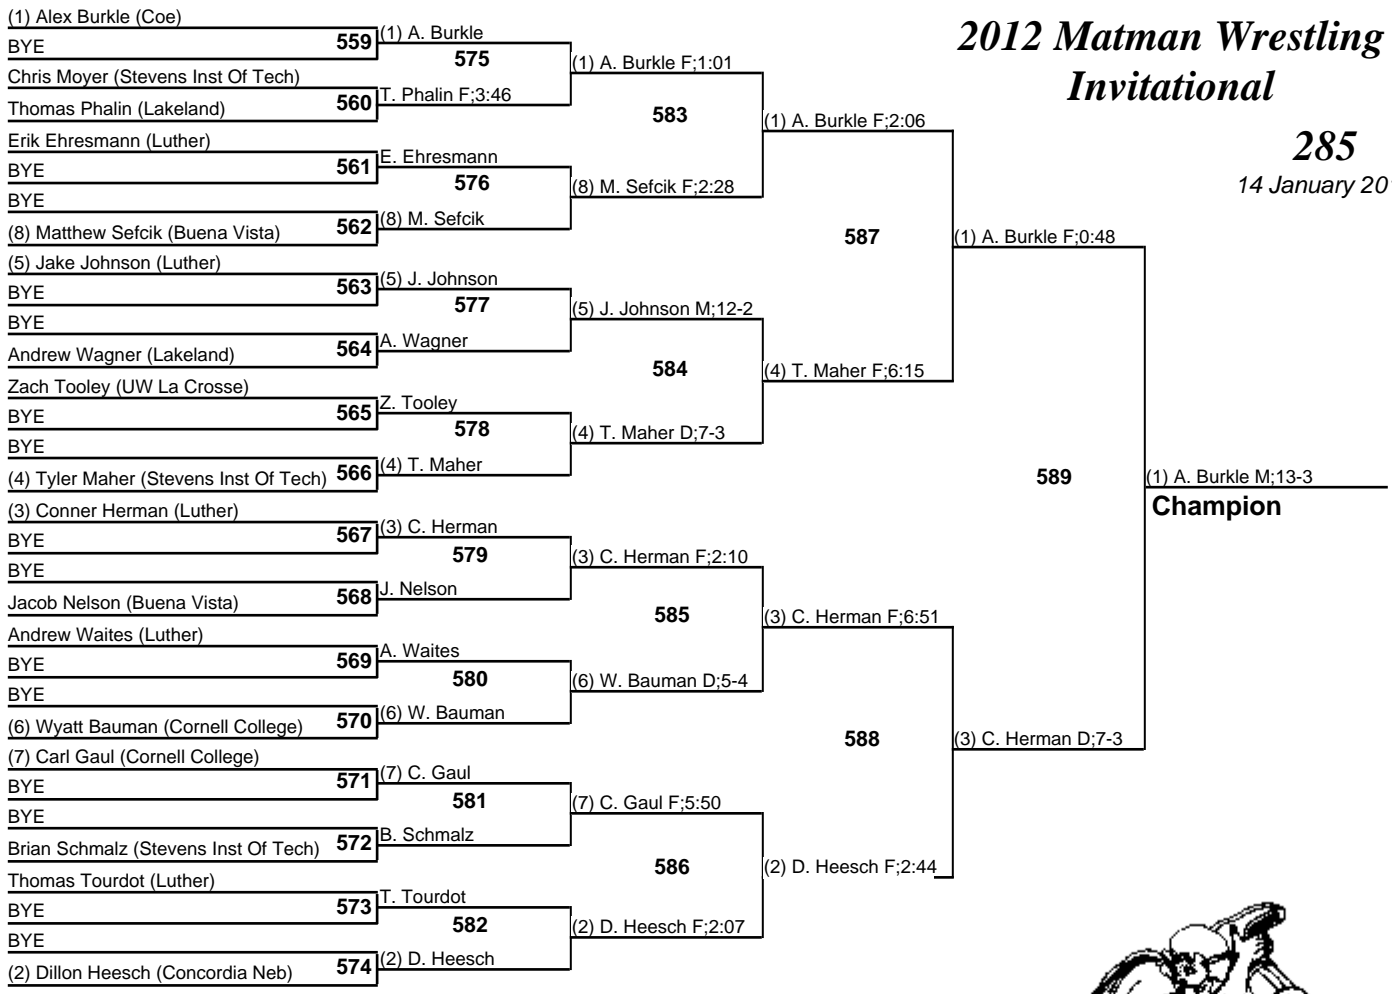 (1) Alex Burkle (Coe)
BYE
559
Chris Moyer (Stevens Inst Of Tech)
Thomas Phalin (Lakeland)
560
Erik Ehresmann (Luther)
BYE
561
BYE
(8) Matthew Sefcik (Buena Vista)
562
(5) Jake Johnson (Luther)
BYE
563
BYE
Andrew Wagner (Lakeland)
564
Zach Tooley (UW La Crosse)
BYE
565
BYE
(4) Tyler Maher (Stevens Inst Of Tech)
566
(3) Conner Herman (Luther)
BYE
567
BYE
Jacob Nelson (Buena Vista)
568
Andrew Waites (Luther)
BYE
569
BYE
(6) Wyatt Bauman (Cornell College)
570
(7) Carl Gaul (Cornell College)
BYE
571
BYE
Brian Schmalz (Stevens Inst Of Tech)
572
Thomas Tourdot (Luther)
BYE
573
BYE
(2) Dillon Heesch (Concordia Neb)
574
(1) A. Burkle
575
T. Phalin F;3:46
E. Ehresmann
576
(8) M. Sefcik
(5) J. Johnson
577
A. Wagner
Z. Tooley
578
(4) T. Maher
(3) C. Herman
579
J. Nelson
A. Waites
580
(6) W. Bauman
(7) C. Gaul
581
B. Schmalz
T. Tourdot
582
(2) D. Heesch
(1) A. Burkle F;1:01
583
(8) M. Sefcik F;2:28
(5) J. Johnson M;12-2
584
(4) T. Maher D;7-3
(3) C. Herman F;2:10
585
(6) W. Bauman D;5-4
(7) C. Gaul F;5:50
586
(2) D. Heesch F;2:07
(1) A. Burkle F;2:06
587
(4) T. Maher F;6:15
(3) C. Herman F;6:51
588
(2) D. Heesch F;2:44
(1) A. Burkle F;0:48
589
(3) C. Herman D;7-3
(1) A. Burkle M;13-3
Champion
2012 Matman Wrestling
Invitational
285
14 January 20